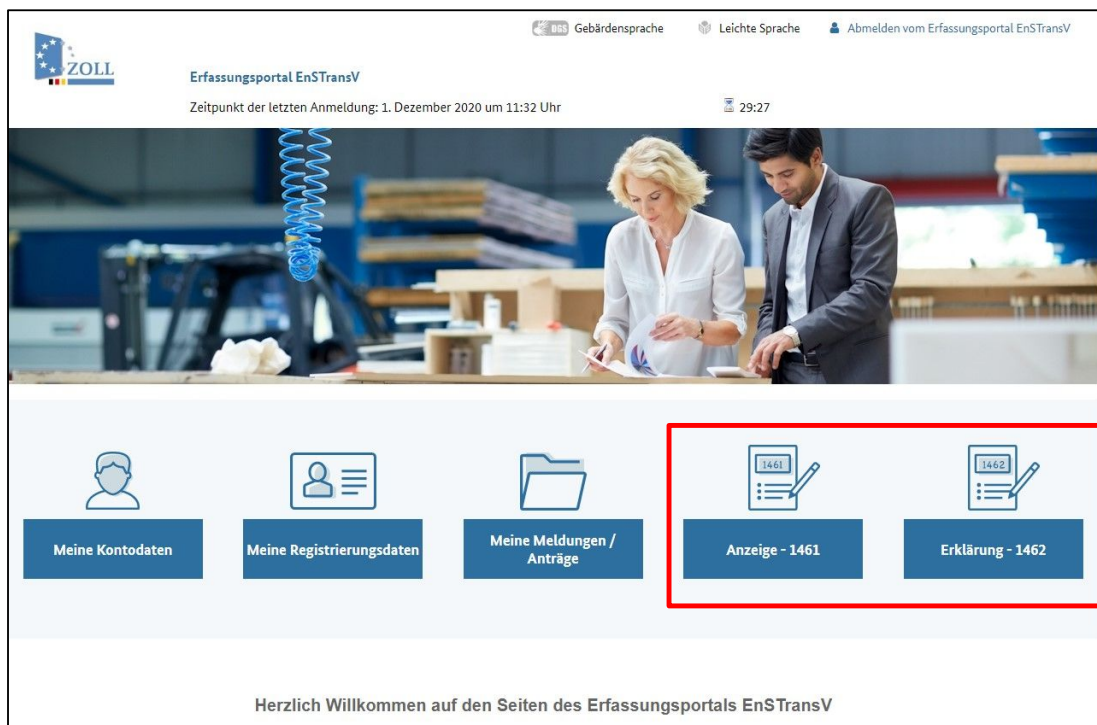 DGS Gebärdensprache Leichte Sprache Abmelden vom Erfassungsportal EnSTransV
ZOLL
Erfassungsportal EnSTransV
Zeitpunkt der letzten Anmeldung: 1. Dezember 2020 um 11:32 Uhr 29:27
1461 1462
Meine Kontodaten
Meine Registrierungsdaten
Meine Meldungen /
Anträge
Anzeige - 1461
Erklärung - 1462
Herzlich Willkommen auf den Seiten des Erfassungsportals EnSTransV